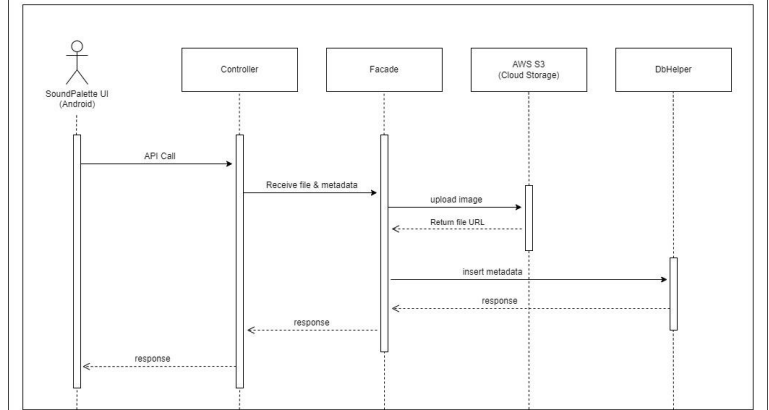 SoundPalette UI
(Android)
Controller
Facade
AWS S3
(Cloud Storage)
DbHelper
API Call
Receive file & metadata
upload image
Return file URL
insert metadata
response
response
response